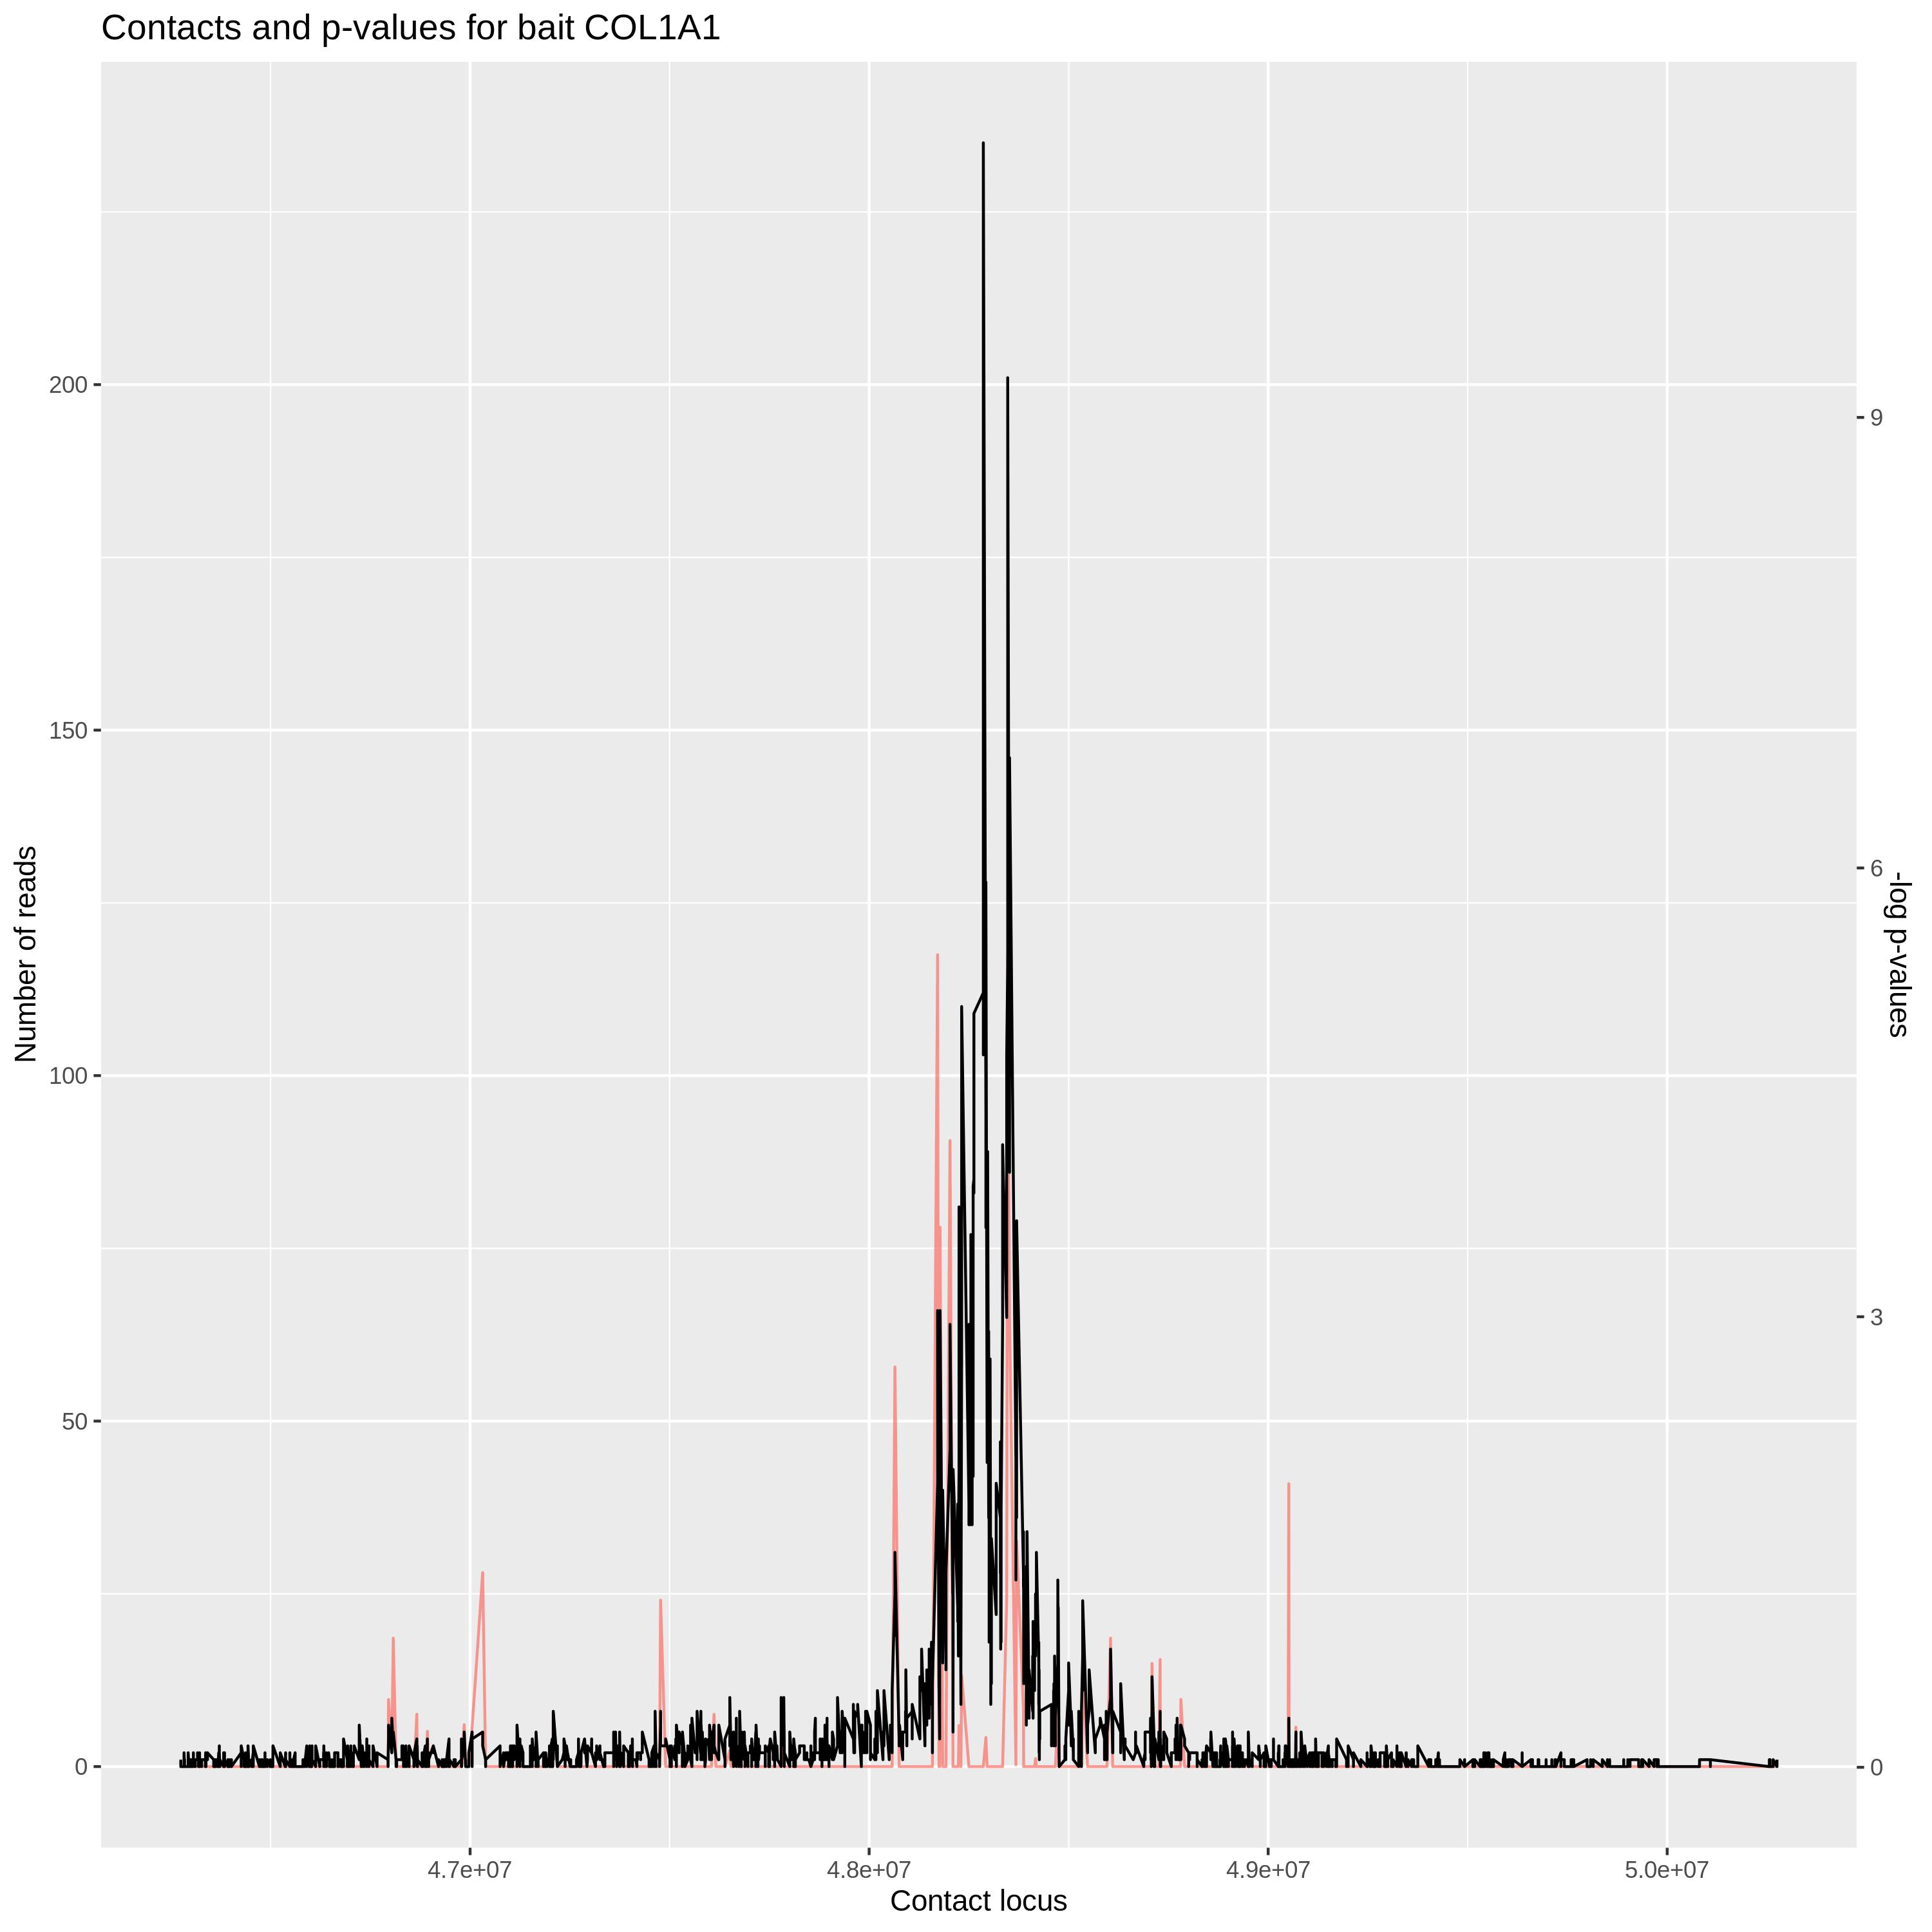 Contacts and p-values for bait COL1A1
Number of reads
200
150
100
50
0
9
6
3
0
-log p-values
4.7e+07
4.8e+07
4.9e+07
5.0e+07
Contact locus